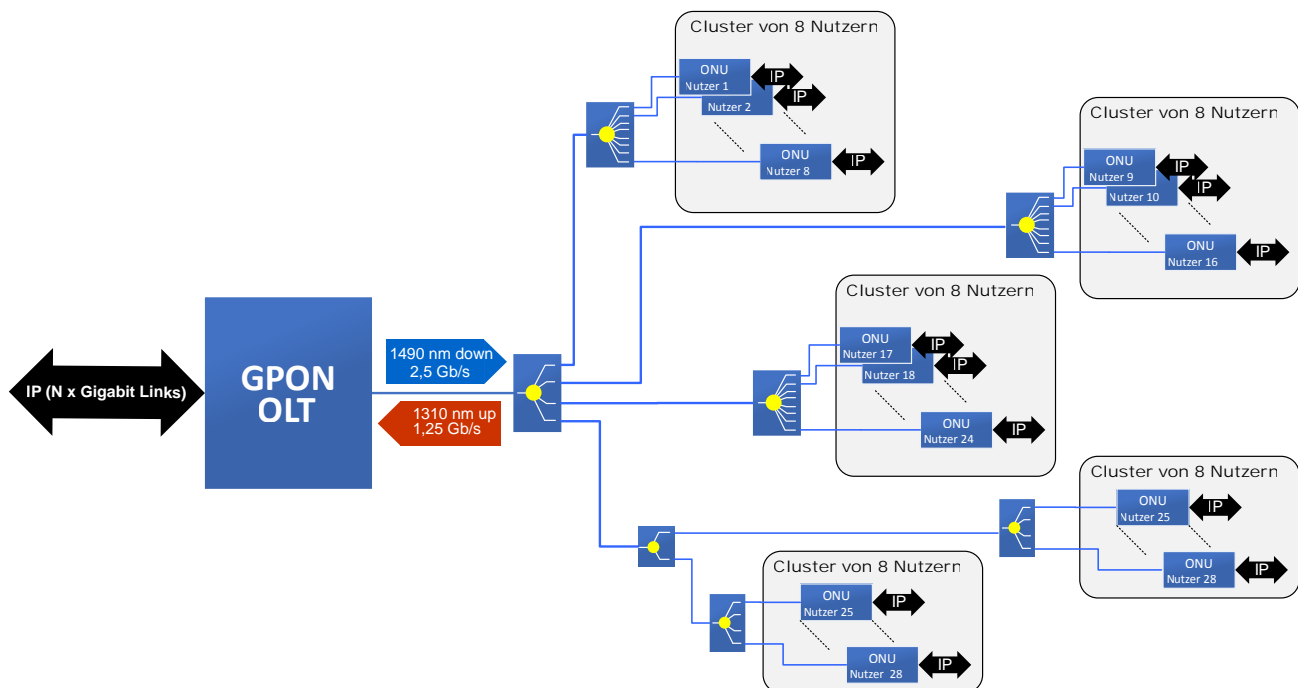 IP (N x Gigabit Links)
GPON
OLT
1490 nm down
2,5 Gb/s
1310 nm up
1,25 Gb/s
Cluster von 8 Nutzern
ONU
Nutzer 1
IP
Nutzer 2
IP
ONU
Nutzer 8
IP
Cluster von 8 Nutzern
ONU
Nutzer 9
IP
Nutzer 10
IP
ONU
Nutzer 16
IP
Cluster von 8 Nutzern
ONU
Nutzer 17
IP
Nutzer 18
IP
ONU
Nutzer 24
IP
Cluster von 8 Nutzern
ONU
Nutzer 25
IP
ONU
Nutzer 28
IP
Cluster von 8 Nutzern
ONU
Nutzer 25
IP
ONU
Nutzer 28
IP